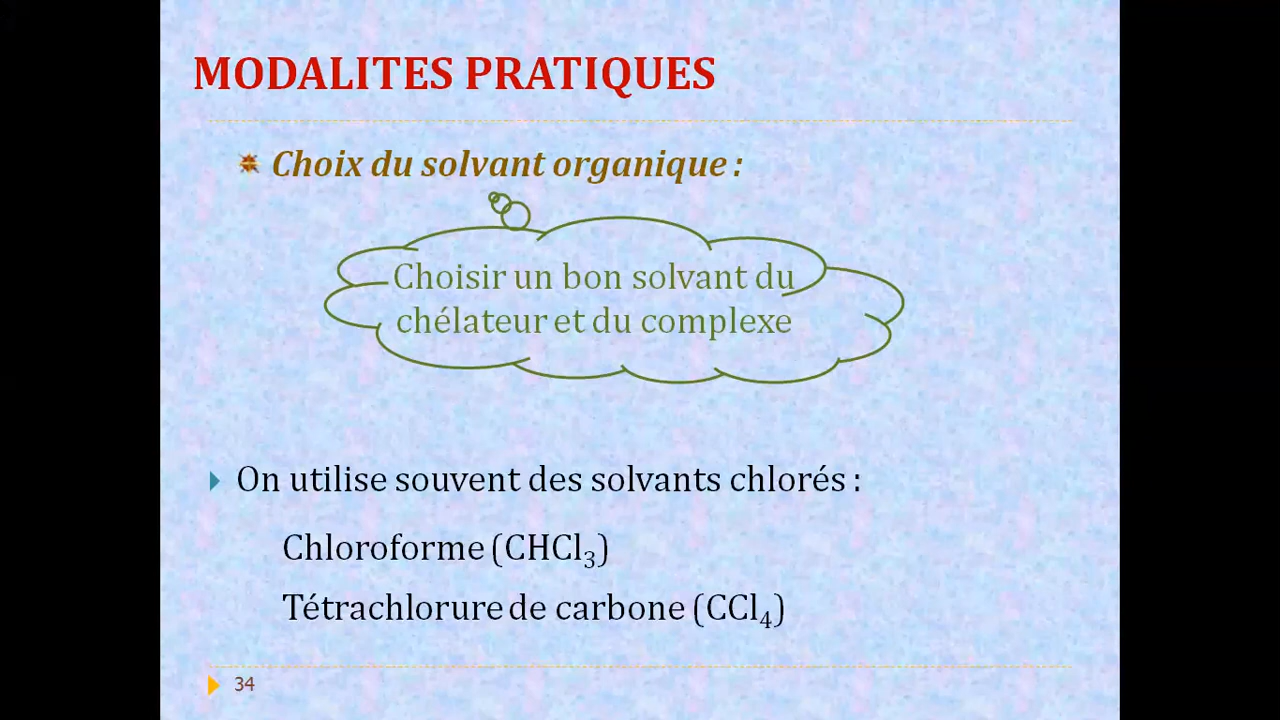 MODALITES PRATIQUES
Choix du solvant organique :
Choisir un bon solvant du
chélateur et du complexe
On utilise souvent des solvants chlorés :
Chloroforme (CHCl₃)
Tétrachlorure de carbone (CCl₄)
34